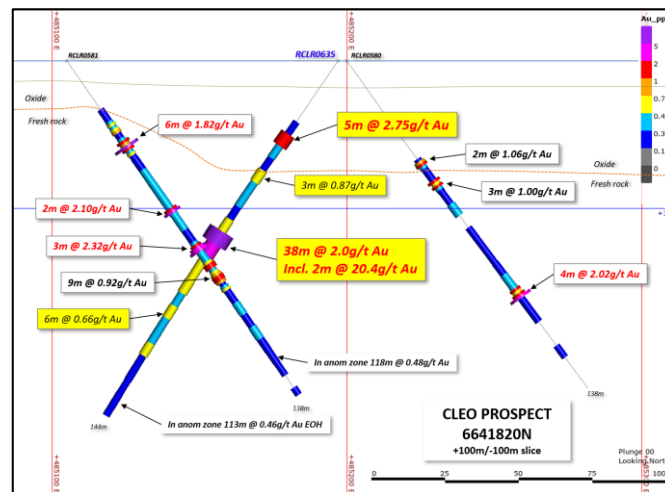 +485100 E
+485200 E
Au_pp
RCLR0581
RCLR0635
RCLR0580
5
2
1
0.7
0.4
0.3
0.1
0
Oxide
Fresh rock
6m @ 1.82g/t Au
5m @ 2.75g/t Au
2m @ 1.06g/t Au
Oxide
Fresh rock
3m @ 0.87g/t Au
3m @ 1.00g/t Au
2m @ 2.10g/t Au
3m @ 2.32g/t Au
38m @ 2.0g/t Au
Incl. 2m @ 20.4g/t Au
9m @ 0.92g/t Au
4m @ 2.02g/t Au
6m @ 0.66g/t Au
In anom zone 118m @ 0.48g/t Au
138m
138m
144m
In anom zone 113m @ 0.46g/t Au EOH
CLEO PROSPECT
6641820N
+100m/-100m slice
Plunge 00
Looking Nort
0 25 50 75 100
+485100 E
+485200 E